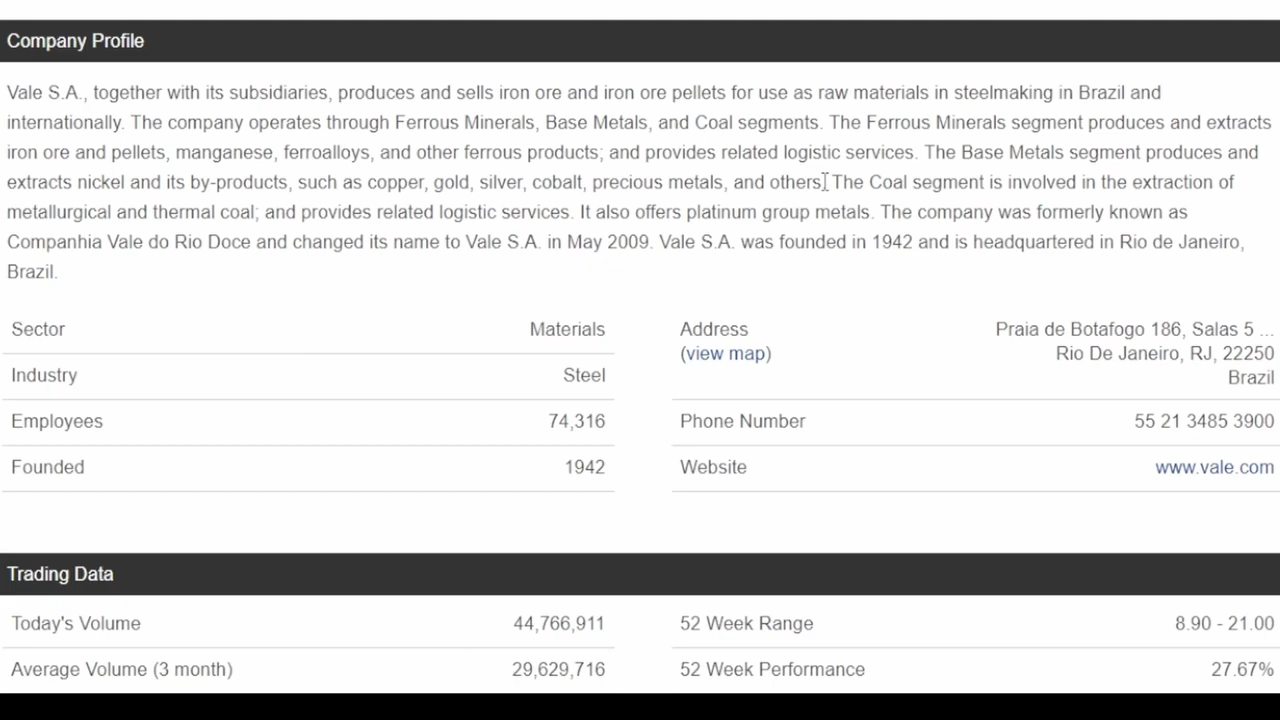 Company Profile
Vale S.A., together with its subsidiaries, produces and sells iron ore and iron ore pellets for use as raw materials in steelmaking in Brazil and
internationally. The company operates through Ferrous Minerals, Base Metals, and Coal segments. The Ferrous Minerals segment produces and extracts
iron ore and pellets, manganese, ferroalloys, and other ferrous products; and provides related logistic services. The Base Metals segment produces and
extracts nickel and its by-products, such as copper, gold, silver, cobalt, precious metals, and others. The Coal segment is involved in the extraction of
metallurgical and thermal coal; and provides related logistic services. It also offers platinum group metals. The company was formerly known as
Companhia Vale do Rio Doce and changed its name to Vale S.A. in May 2009. Vale S.A. was founded in 1942 and is headquartered in Rio de Janeiro,
Brazil.
Sector Materials
Industry Steel
Employees 74,316
Founded 1942
Address Praia de Botafogo 186, Salas 5 ...
(view map) Rio De Janeiro, RJ, 22250
Brazil
Phone Number 55 21 3485 3900
Website www.vale.com
Trading Data
Today's Volume 44,766,911
Average Volume (3 month) 29,629,716
52 Week Range 8.90 - 21.00
52 Week Performance 27.67%